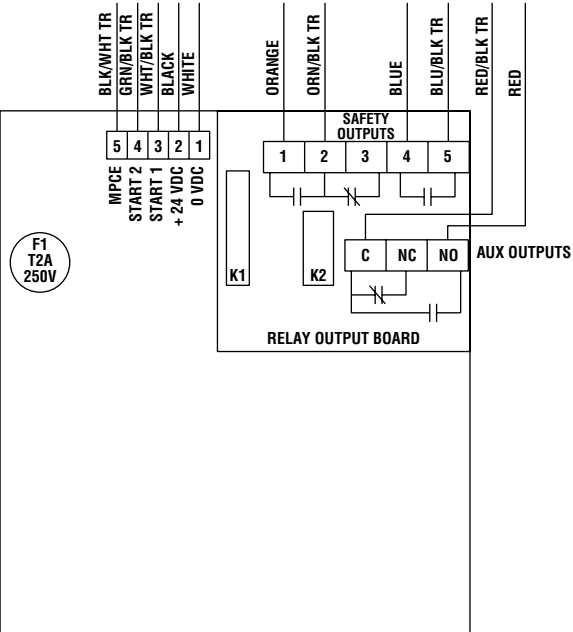 BLK/WHT TR
GRN/BLK TR
WHT/BLK TR
BLACK
WHITE
ORANGE
ORN/BLK TR
BLUE
BLU/BLK TR
RED/BLK TR
RED
SAFETY
OUTPUTS
5 4 3 2 1
1 2 3 4 5
MPCE
START 2
START 1
+ 24 VDC
0 VDC
F1
T2A
250V
K1
K2
C NC NO
AUX OUTPUTS
RELAY OUTPUT BOARD